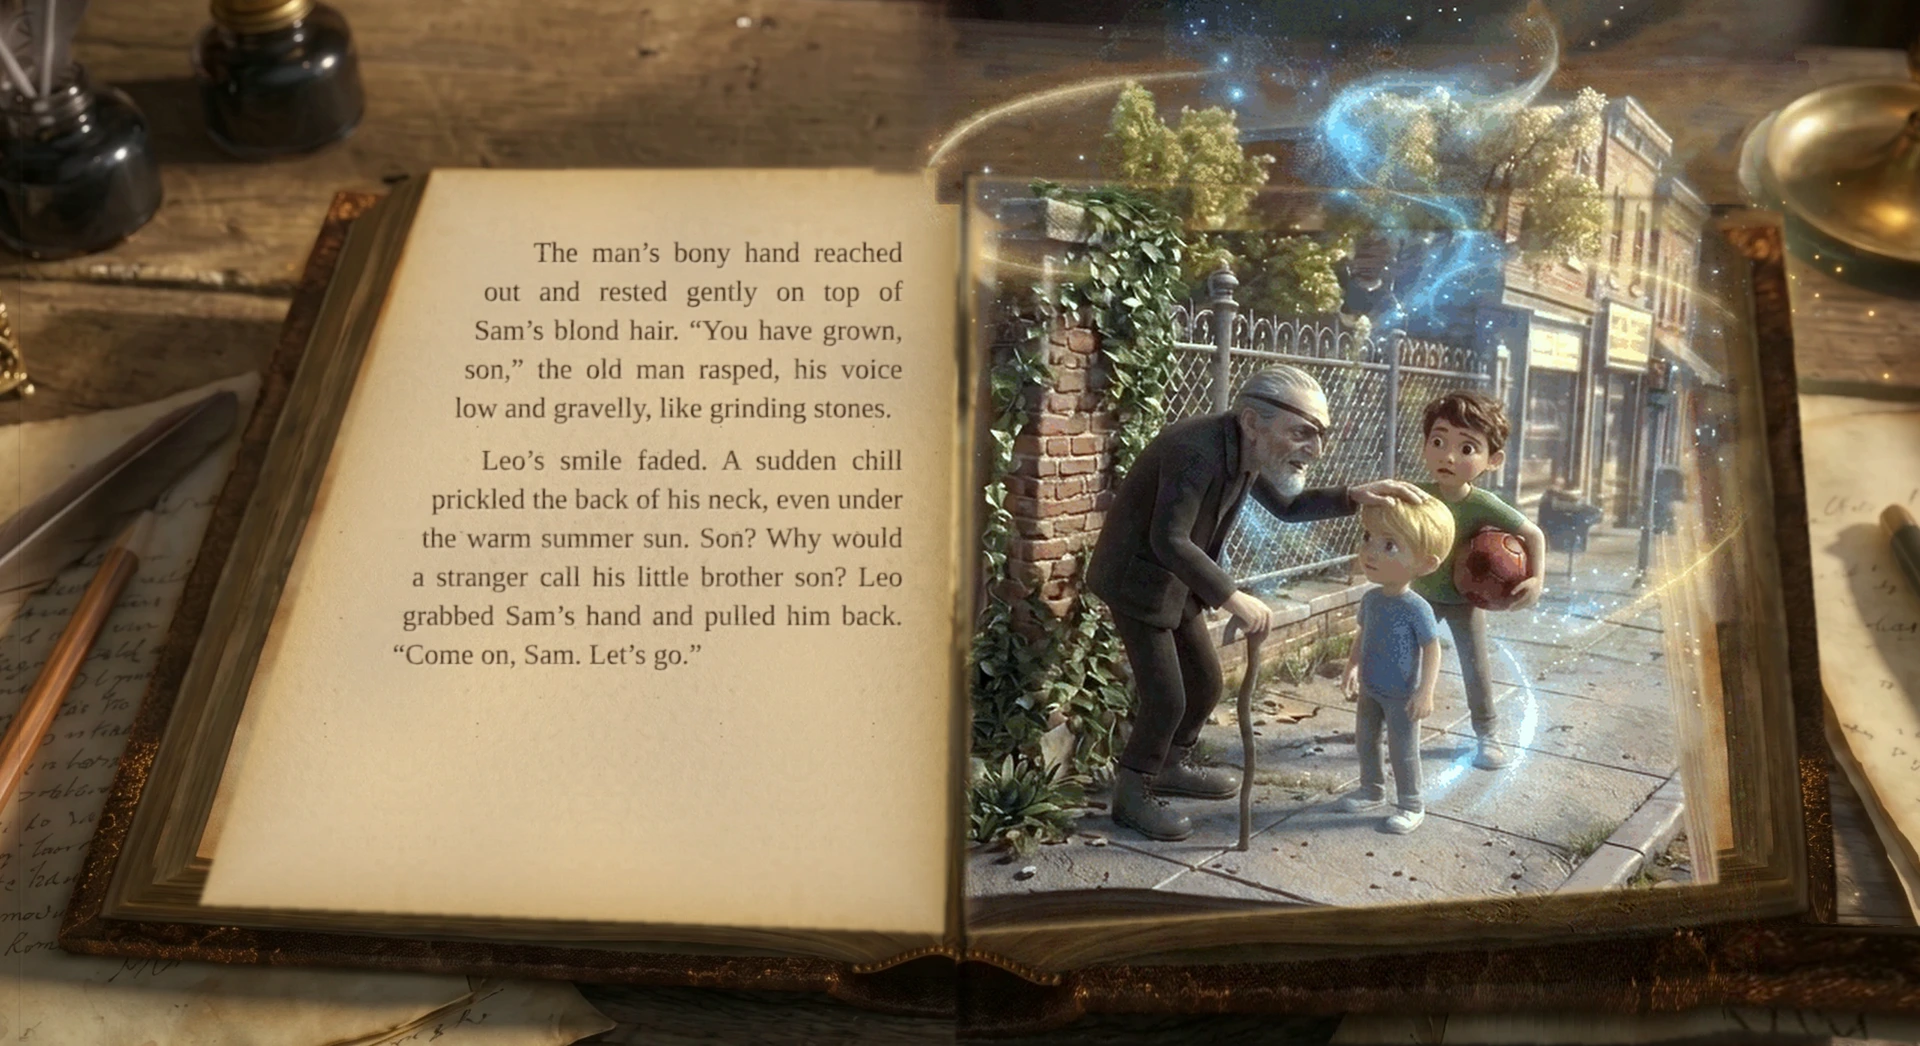 The man’s bony hand reached
out and rested gently on top of
Sam’s blond hair. “You have grown,
son,” the old man rasped, his voice
low and gravelly, like grinding stones.
Leo’s smile faded. A sudden chill
prickled the back of his neck, even under
the warm summer sun. Son? Why would
a stranger call his little brother son? Leo
grabbed Sam’s hand and pulled him back.
“Come on, Sam. Let’s go.”